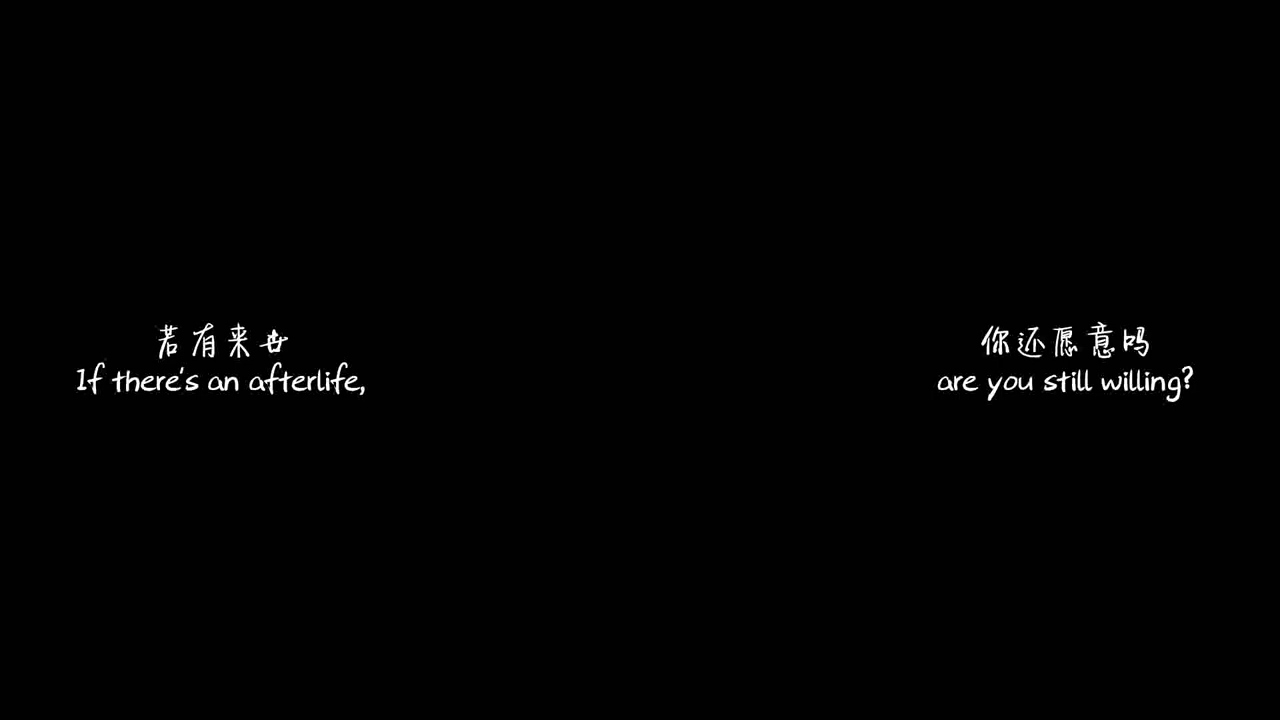 若有来世
If there's an afterlife,
你还愿意吗
are you still willing?